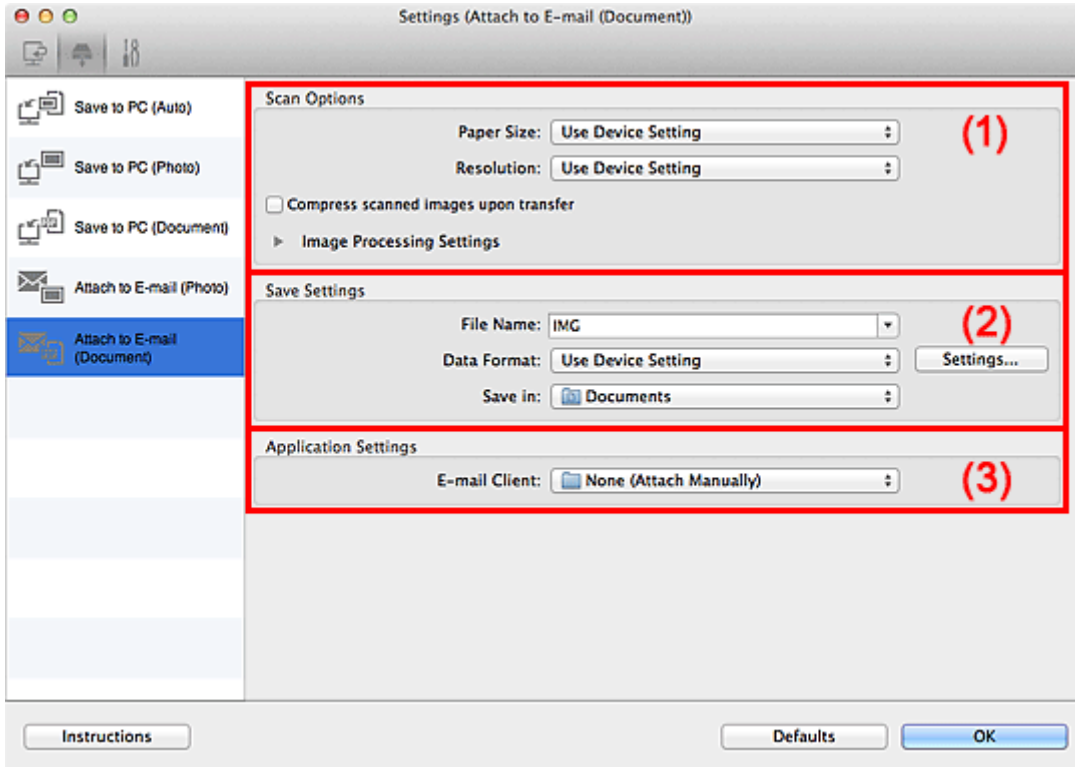 Settings (Attach to E-mail (Document))
Save to PC (Auto)
Save to PC (Photo)
Save to PC (Document)
Attach to E-mail (Photo)
Attach to E-mail
(Document)
Scan Options
(1)
Paper Size: Use Device Setting
Resolution: Use Device Setting
Compress scanned images upon transfer
Image Processing Settings
Save Settings
(2)
File Name: IMG
Data Format: Use Device Setting Settings...
Save in: Documents
Application Settings
E-mail Client: None (Attach Manually) (3)
Instructions Defaults OK